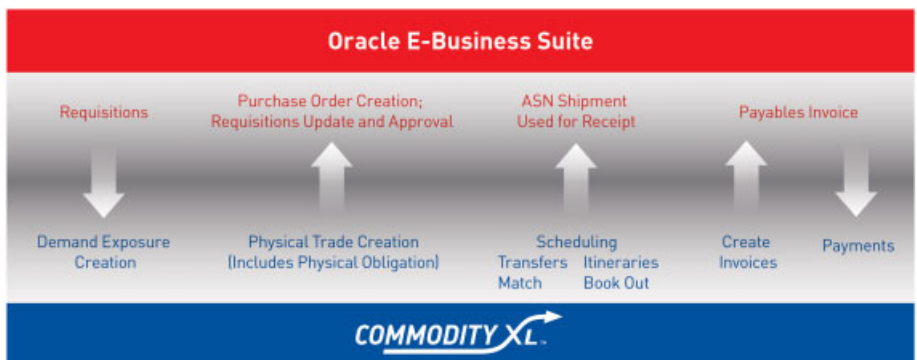 Oracle E-Business Suite
Requisitions
Purchase Order Creation;
Requisitions Update and Approval
ASN Shipment
Used for Receipt
Payables Invoice
Demand Exposure
Creation
Physical Trade Creation
(Includes Physical Obligation)
Scheduling
Transfers Itineraries
Match Book Out
Create
Invoices
Payments
COMMODITY XL™